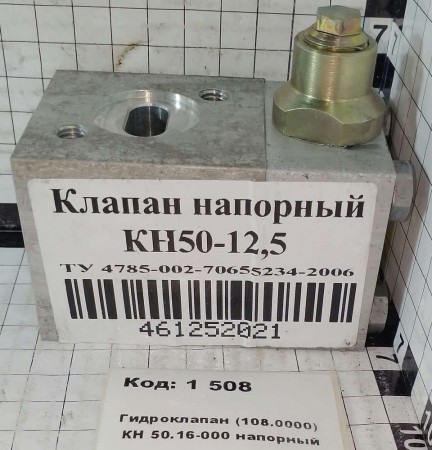 Клапан напорный
КН50-12,5
ТУ 4785-002-70655234-2006
461252021
Код: 1 508
Гидроклапан (108.0000)
КН 50.16-000 напорный